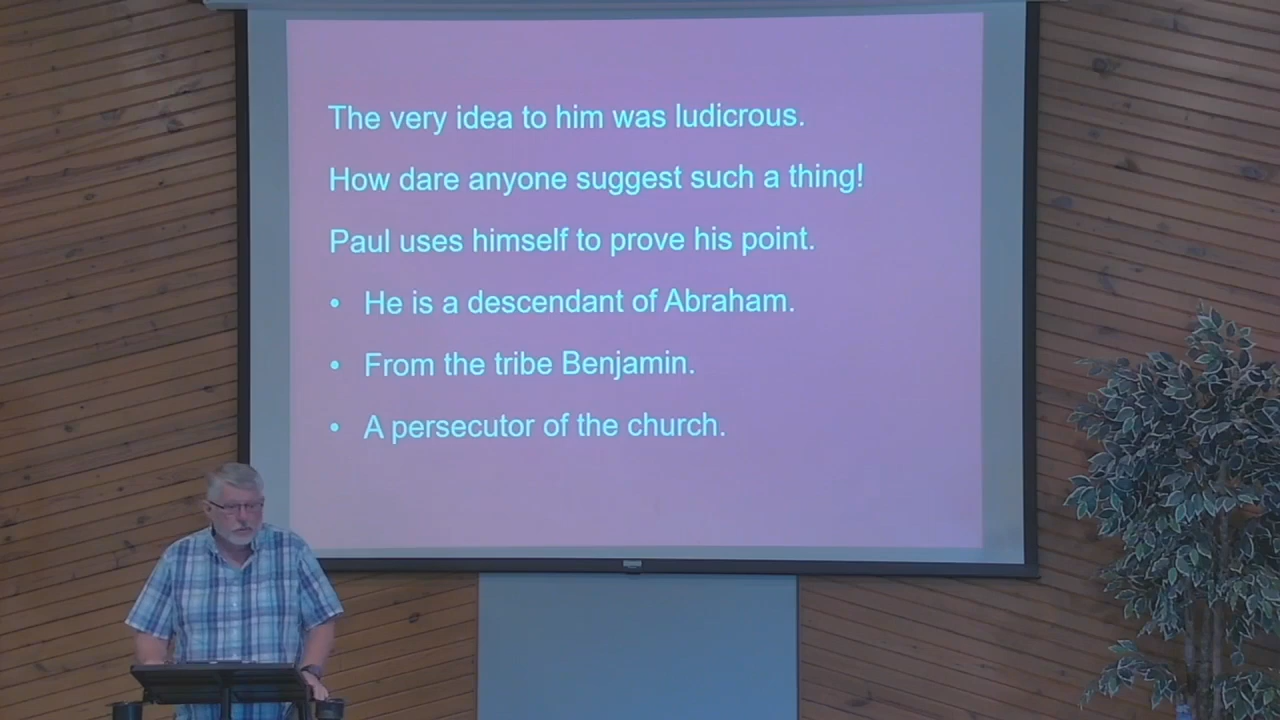 The very idea to him was ludicrous.
How dare anyone suggest such a thing!
Paul uses himself to prove his point.
• He is a descendant of Abraham.
• From the tribe Benjamin.
• A persecutor of the church.